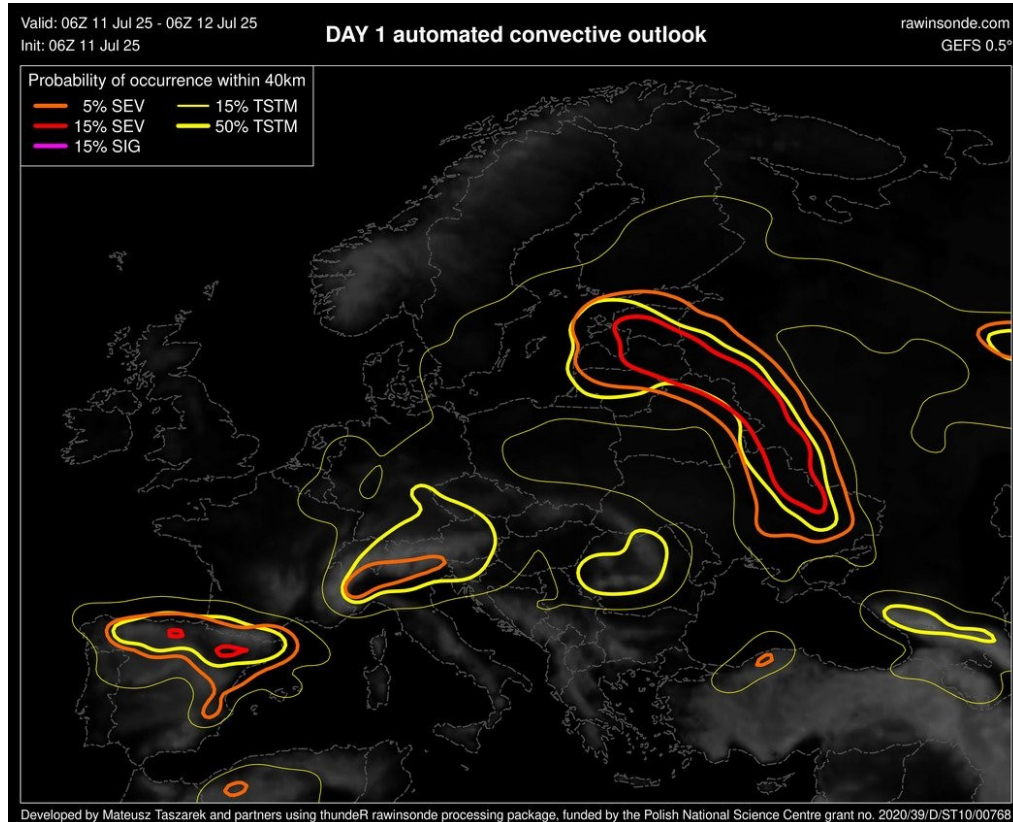 Valid: 06Z 11 Jul 25 - 06Z 12 Jul 25
Init: 06Z 11 Jul 25
DAY 1 automated convective outlook
rawinsonde.com
GEFS 0.5°
Probability of occurrence within 40km
5% SEV
15% TSTM
15% SEV
50% TSTM
15% SIG
Developed by Mateusz Taszarek and partners using thundeR rawinsonde processing package, funded by the Polish National Science Centre grant no. 2020/39/D/ST10/00768